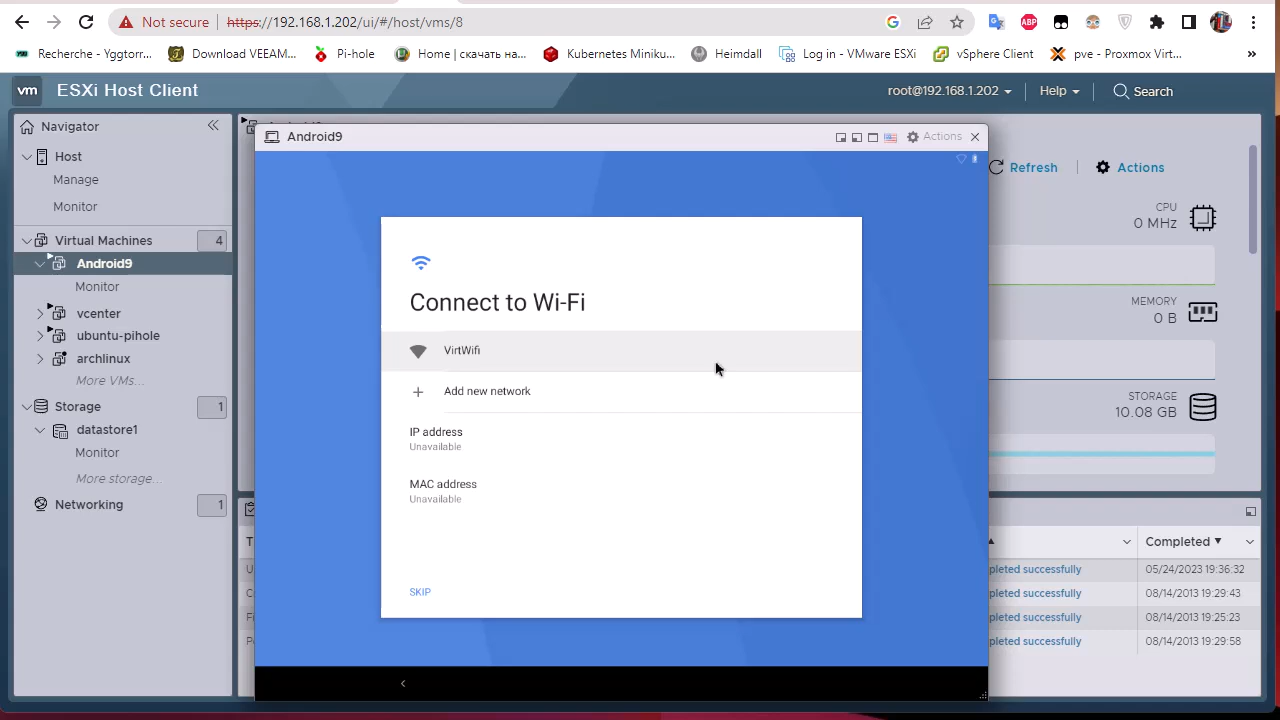 Not secure https://192.168.1.202/ui/#/host/vms/8
Recherche - Yggtorr... Download VEEAM... Pi-hole Home | скачать на... Kubernetes Miniku... Heimdall Log in - VMware ESXi vSphere Client pve - Proxmox Virt... »
vm ESXi Host Client root@192.168.1.202 Help Search
Navigator
Host
Manage
Monitor
Virtual Machines 4
Android9
Monitor
vcenter
ubuntu-pihole
archlinux
More VMs...
Storage 1
datastore1
Monitor
More storage...
Networking 1
Android9 Actions
Connect to Wi-Fi
VirtWifi
Add new network
IP address
Unavailable
MAC address
Unavailable
SKIP
Refresh Actions
CPU
0 MHz
MEMORY
0 B
STORAGE
10.08 GB
Completed
pleted successfully 05/24/2023 19:36:32
pleted successfully 08/14/2013 19:29:43
pleted successfully 08/14/2013 19:25:23
pleted successfully 08/14/2013 19:29:58